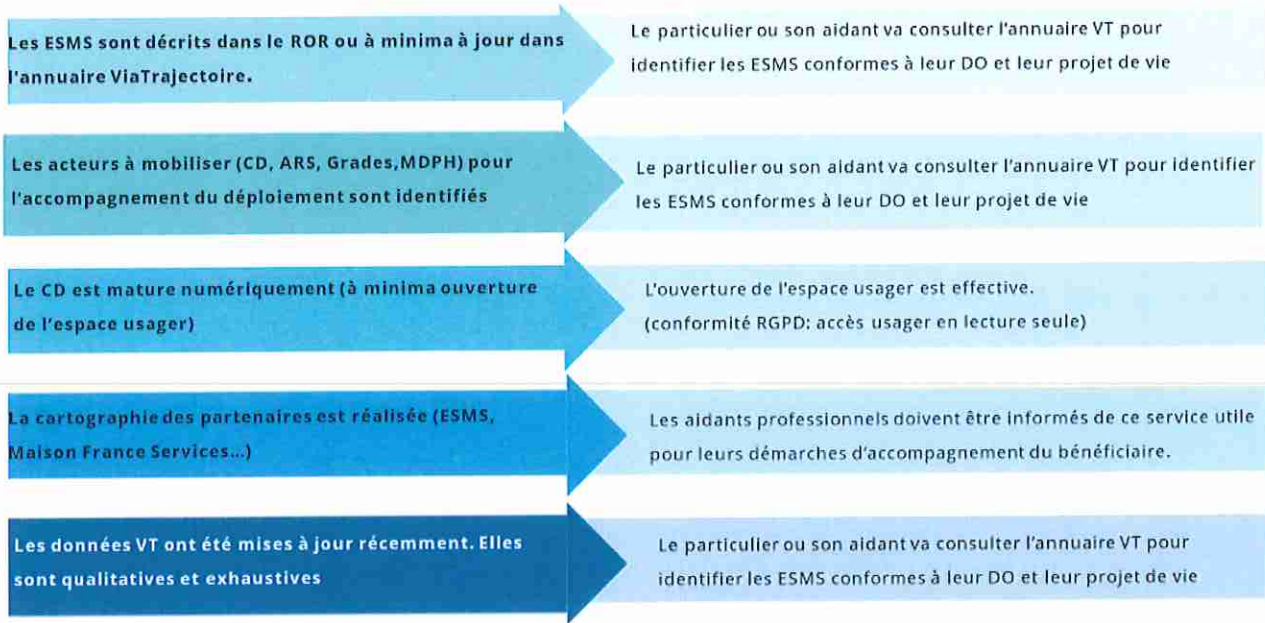 Les ESMS sont décrits dans le ROR ou à minima à jour dans
l'annuaire ViaTrajectoire.
Le particulier ou son aidant va consulter l'annuaire VT pour
identifier les ESMS conformes à leur DO et leur projet de vie
Les acteurs à mobiliser (CD, ARS, Grades,MDPH) pour
l'accompagnement du déploiement sont identifiés
Le particulier ou son aidant va consulter l'annuaire VT pour identifier
les ESMS conformes à leur DO et leur projet de vie
Le CD est mature numériquement (à minima ouverture
de l'espace usager)
L'ouverture de l'espace usager est effective.
(conformité RGPD: accès usager en lecture seule)
La cartographie des partenaires est réalisée (ESMS,
Maison France Services...)
Les aidants professionnels doivent être informés de ce service utile
pour leurs démarches d'accompagnement du bénéficiaire.
Les données VT ont été mises à jour récemment. Elles
sont qualitatives et exhaustives
Le particulier ou son aidant va consulter l'annuaire VT pour
identifier les ESMS conformes à leur DO et leur projet de vie